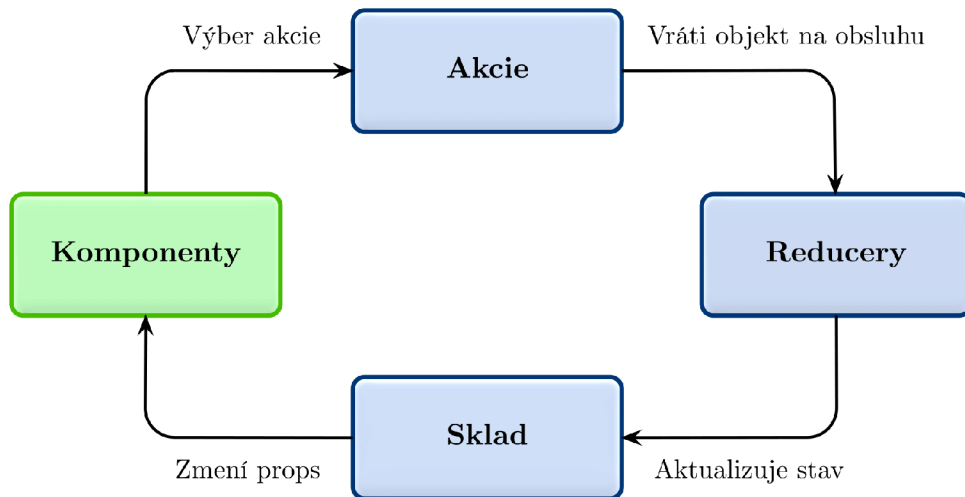 Výber akcie
Vráti objekt na obsluhu
Akcie
Komponenty
Reducery
Sklad
Zmení props
Aktualizuje stav